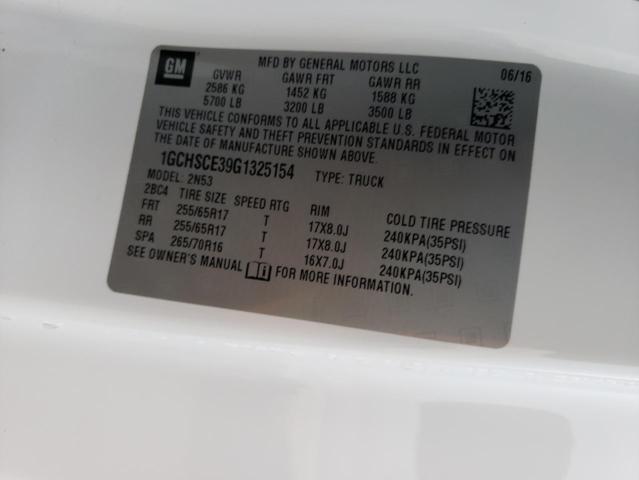 GM
MFD BY GENERAL MOTORS LLC 06/16
GVWR GAWR FRT GAWR RR
2586 KG 1452 KG 1588 KG
5700 LB 3200 LB 3500 LB
THIS VEHICLE CONFORMS TO ALL APPLICABLE U.S. FEDERAL MOTOR
VEHICLE SAFETY AND THEFT PREVENTION STANDARDS IN EFFECT ON
THE DATE OF MANUFACTURE SHOWN ABOVE.
1GCHSCE39G1325154 TYPE: TRUCK
MODEL: 2N53
2BC4 TIRE SIZE SPEED RTG RIM COLD TIRE PRESSURE
FRT 255/65R17 T 17X8.0J 240KPA(35PSI)
RR 255/65R17 T 17X8.0J 240KPA(35PSI)
SPA 265/70R16 T 16X7.0J 240KPA(35PSI)
SEE OWNER'S MANUAL FOR MORE INFORMATION.